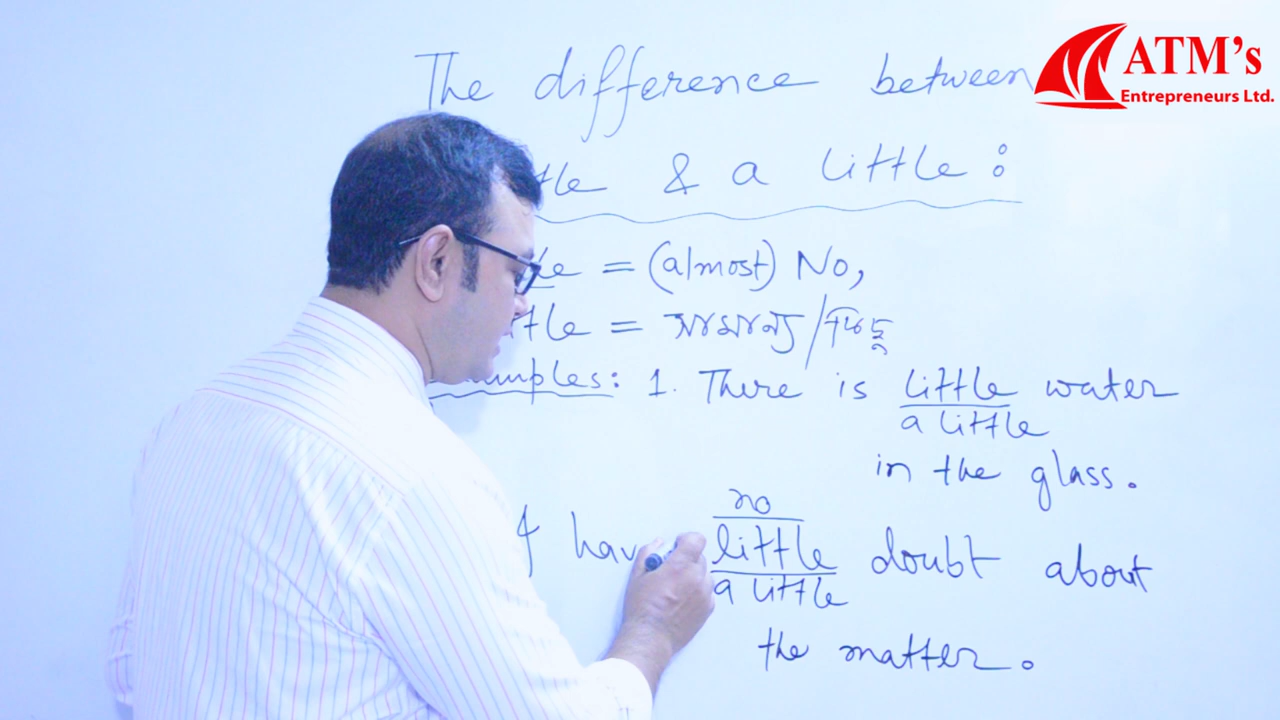 The difference between
ATM's
Entrepreneurs Ltd.
tle & a little:
le = (almost) No,
ttle = সামান্য/কিছু
mples: 1. There is little water
a little
in the glass.
no
I have little doubt about
a little
the matter.